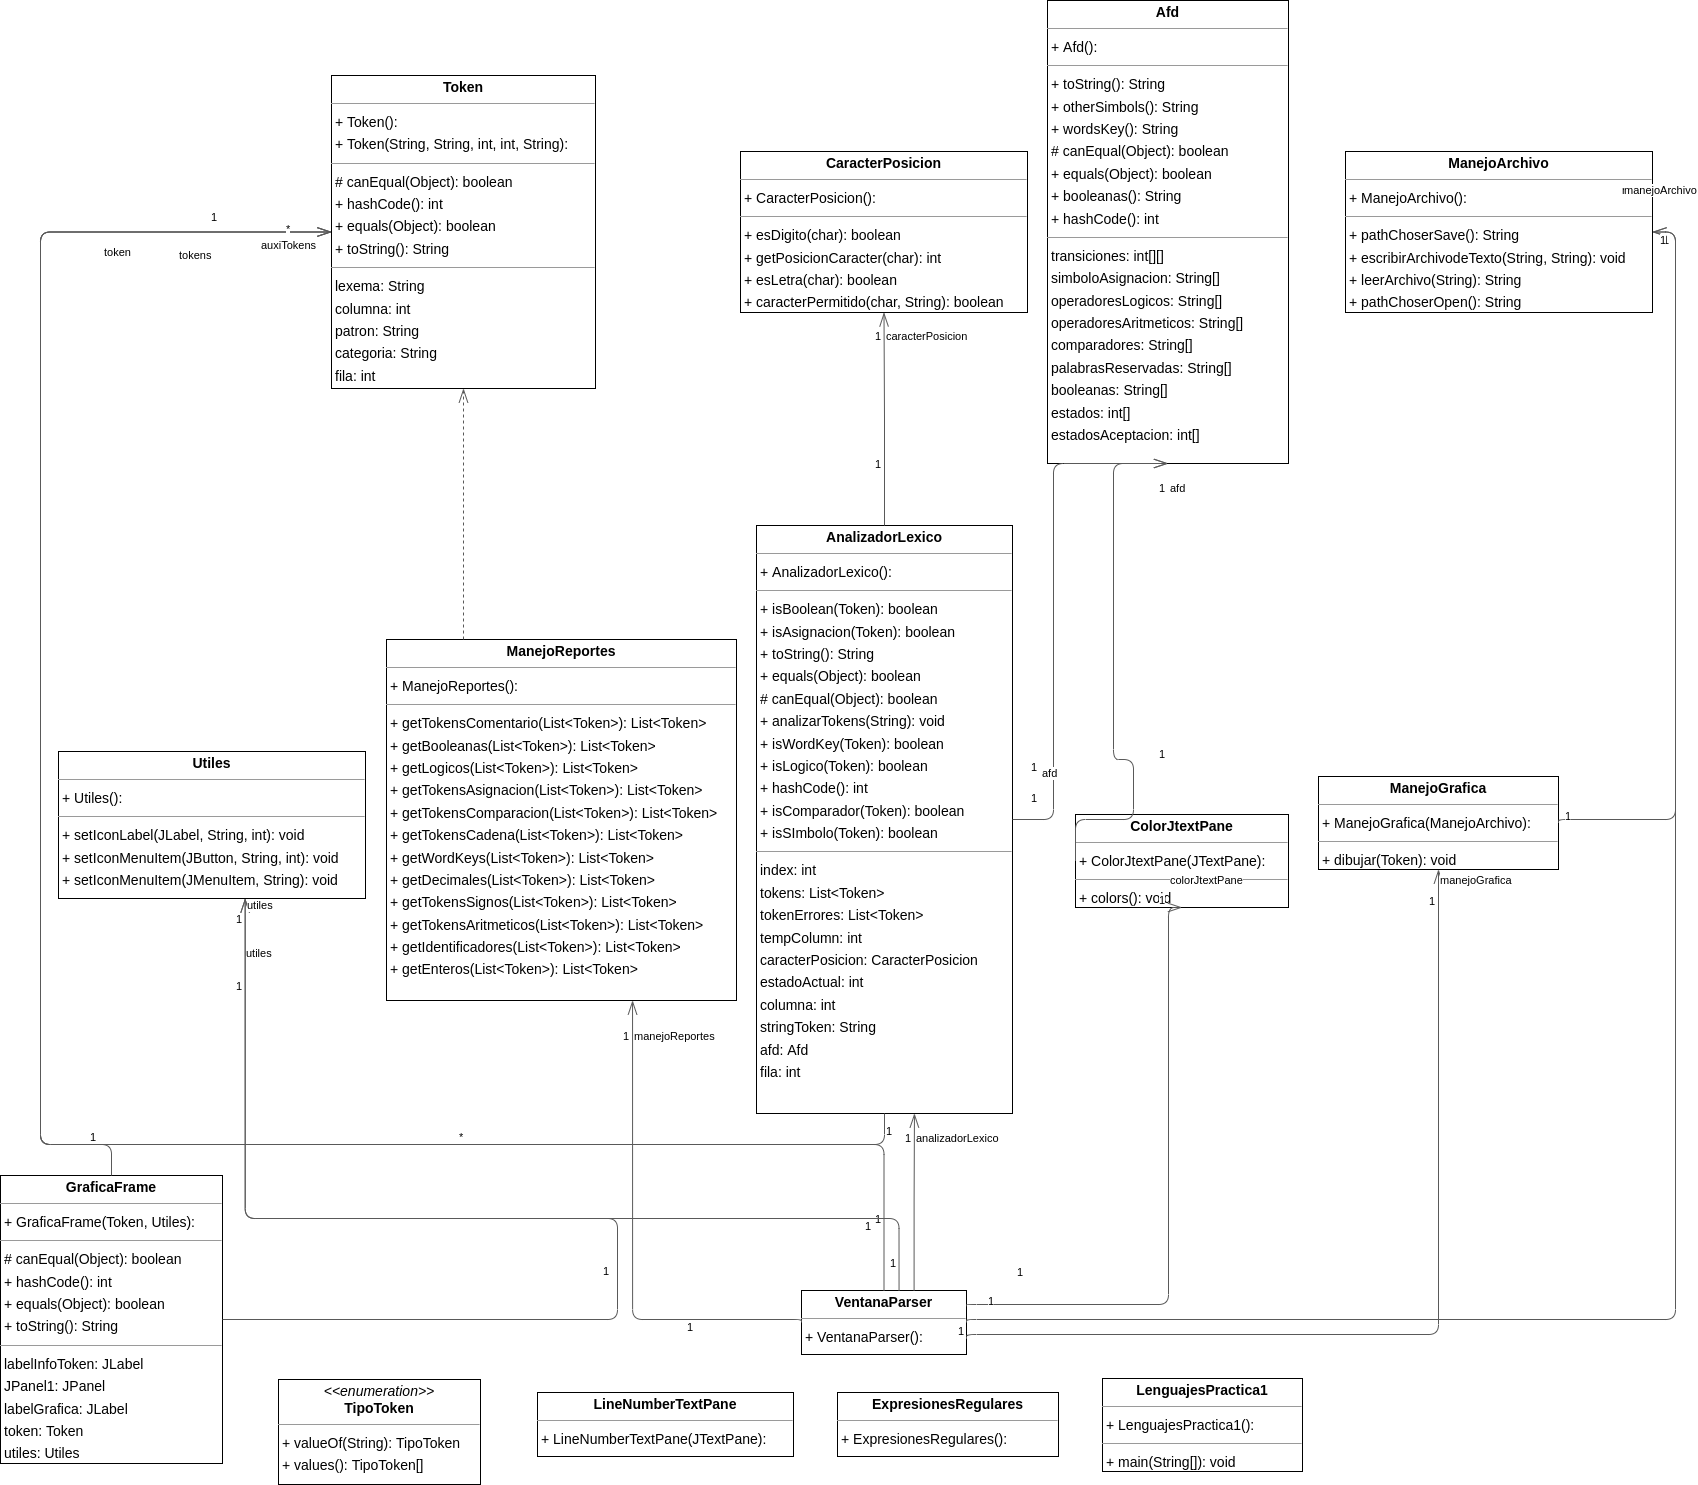 Afd
+ Afd():
+ toString(): String
+ otherSimbols(): String
+ wordsKey(): String
# canEqual(Object): boolean
+ equals(Object): boolean
+ booleanas(): String
+ hashCode(): int
transiciones: int[][]
simboloAsignacion: String[]
operadoresLogicos: String[]
operadoresAritmeticos: String[]
comparadores: String[]
palabrasReservadas: String[]
booleanas: String[]
estados: int[]
estadosAceptacion: int[]
1 afd
Token
+ Token():
+ Token(String, String, int, int, String):
# canEqual(Object): boolean
+ hashCode(): int
+ equals(Object): boolean
+ toString(): String
lexema: String
columna: int
patron: String
categoria: String
fila: int
1
*
token
tokens
auxiTokens
CaracterPosicion
+ CaracterPosicion():
+ esDigito(char): boolean
+ getPosicionCaracter(char): int
+ esLetra(char): boolean
+ caracterPermitido(char, String): boolean
1 caracterPosicion
1
ManejoArchivo
+ ManejoArchivo():
+ pathChoserSave(): String
+ escribirArchivodeTexto(String, String): void
+ leerArchivo(String): String
+ pathChoserOpen(): String
manejoArchivo
1
AnalizadorLexico
+ AnalizadorLexico():
+ isBoolean(Token): boolean
+ isAsignacion(Token): boolean
+ toString(): String
+ equals(Object): boolean
# canEqual(Object): boolean
+ analizarTokens(String): void
+ isWordKey(Token): boolean
+ isLogico(Token): boolean
+ hashCode(): int
+ isComparador(Token): boolean
+ isSImbolo(Token): boolean
index: int
tokens: List<Token>
tokenErrores: List<Token>
tempColumn: int
caracterPosicion: CaracterPosicion
estadoActual: int
columna: int
stringToken: String
afd: Afd
fila: int
1
afd
1
1
ManejoReportes
+ ManejoReportes():
+ getTokensComentario(List<Token>): List<Token>
+ getBooleanas(List<Token>): List<Token>
+ getLogicos(List<Token>): List<Token>
+ getTokensAsignacion(List<Token>): List<Token>
+ getTokensComparacion(List<Token>): List<Token>
+ getTokensCadena(List<Token>): List<Token>
+ getWordKeys(List<Token>): List<Token>
+ getDecimales(List<Token>): List<Token>
+ getTokensSignos(List<Token>): List<Token>
+ getTokensAritmeticos(List<Token>): List<Token>
+ getIdentificadores(List<Token>): List<Token>
+ getEnteros(List<Token>): List<Token>
1 manejoReportes
Utiles
+ Utiles():
+ setIconLabel(JLabel, String, int): void
+ setIconMenuItem(JButton, String, int): void
+ setIconMenuItem(JMenuItem, String): void
utiles
1
utiles
1
ColorJtextPane
+ ColorJtextPane(JTextPane):
colorJtextPane
+ colors(): void
1
ManejoGrafica
+ ManejoGrafica(ManejoArchivo):
+ dibujar(Token): void
1
manejoGrafica
1
1
*
1
1 analizadorLexico
GraficaFrame
+ GraficaFrame(Token, Utiles):
# canEqual(Object): boolean
+ hashCode(): int
+ equals(Object): boolean
+ toString(): String
labelInfoToken: JLabel
JPanel1: JPanel
labelGrafica: JLabel
token: Token
utiles: Utiles
1
1
1
1
1
1
1
1
VentanaParser
+ VentanaParser():
<<enumeration>>
TipoToken
+ valueOf(String): TipoToken
+ values(): TipoToken[]
LineNumberTextPane
+ LineNumberTextPane(JTextPane):
ExpresionesRegulares
+ ExpresionesRegulares():
LenguajesPractica1
+ LenguajesPractica1():
+ main(String[]): void